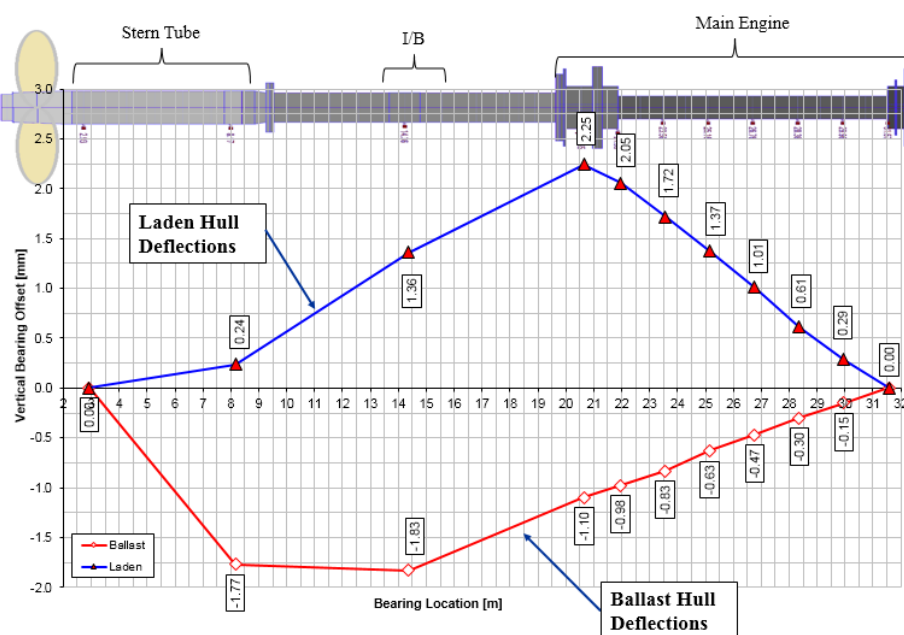 Stern Tube
I/B
Main Engine
3.0
2.5
2.0
1.5
1.0
0.5
0.0
-0.5
-1.0
-1.5
-2.0
Vertical Bearing Offset [mm]
Laden Hull
Deflections
0.24
1.36
2.25
2.05
1.72
1.37
1.01
0.61
0.29
0.00
2 3 4 5 6 7 8 9 10 11 12 13 14 15 16 17 18 19 20 21 22 23 24 25 26 27 28 29 30 31 32
0.00
-1.77
-1.83
-1.10
-0.98
-0.83
-0.63
-0.47
-0.30
-0.15
Ballast
Laden
Bearing Location [m]
Ballast Hull
Deflections